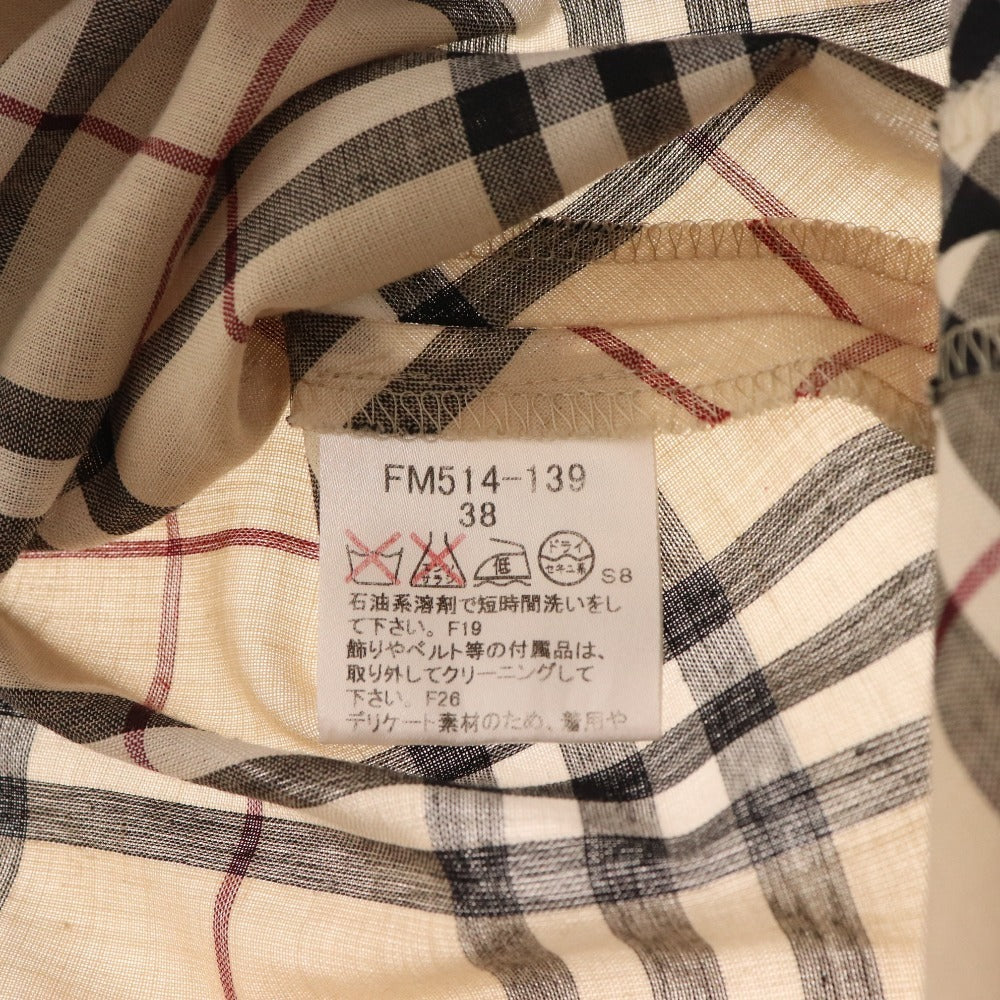 FM514-139
38
低 ドライ セキユ系 S8
石油系溶剤で短時間洗いをし
て下さい。F19
飾りやベルト等の付属品は、
取り外してクリーニングして
下さい。F26
デリケート素材のため、着用や